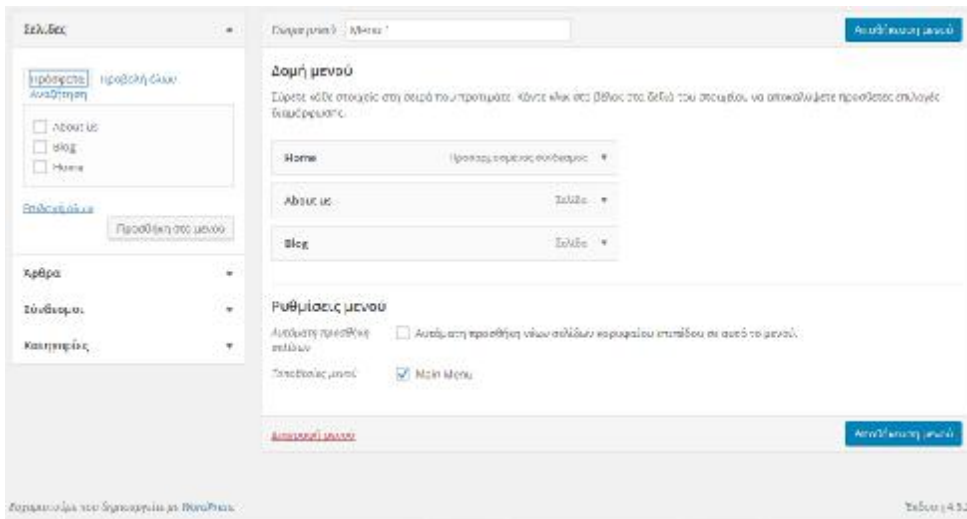 Σελίδες
Πρόσφατα Προβολή όλων
Αναζήτηση
About us
Blog
Home
Επιλογή όλων
Προσθήκη στο μενού
Άρθρα
Σύνδεσμοι
Κατηγορίες
Όνομα μενού Menu 1
Αποθήκευση μενού
Δομή μενού
Σύρετε κάθε στοιχείο στη σειρά που προτιμάτε. Κάντε κλικ στο βέλος στα δεξιά του στοιχείου να αποκαλύψετε πρόσθετες επιλογές
διαμόρφωσης.
Home Προσαρμοσμένος σύνδεσμος
About us Σελίδα
Blog Σελίδα
Ρυθμίσεις μενού
Αυτόματη προσθήκη
σελίδων
Αυτόματη προσθήκη νέων σελίδων κορυφαίου επιπέδου σε αυτό το μενού.
Τοποθεσίες μενού Main Menu
Διαγραφή μενού
Αποθήκευση μενού
που δημιουργείτε με WordPress.
Έκδοση